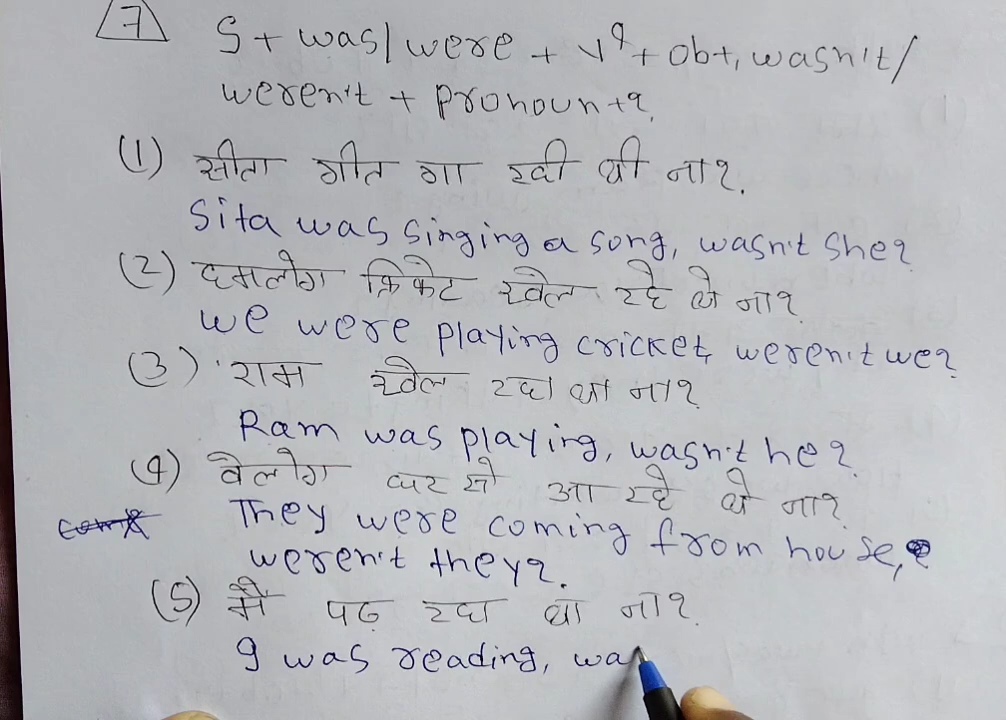 7
S + was/were + V⁴ + Obt, wasn't/
weren't + pronoun + ?
(1) सीता गीत गा रही थी ना?
Sita was singing a song, wasn't she?
(2) हमलोग क्रिकेट खेल रहे थे ना?
we were playing cricket, weren't we?
(3) राम खेल रहा था ना?
Ram was playing, wasn't he?
(4) वेलोग घर से आ रहे थे ना?
They were coming from house,
weren't they?
(5) मैं पढ़ रहा था ना?
I was reading, wa